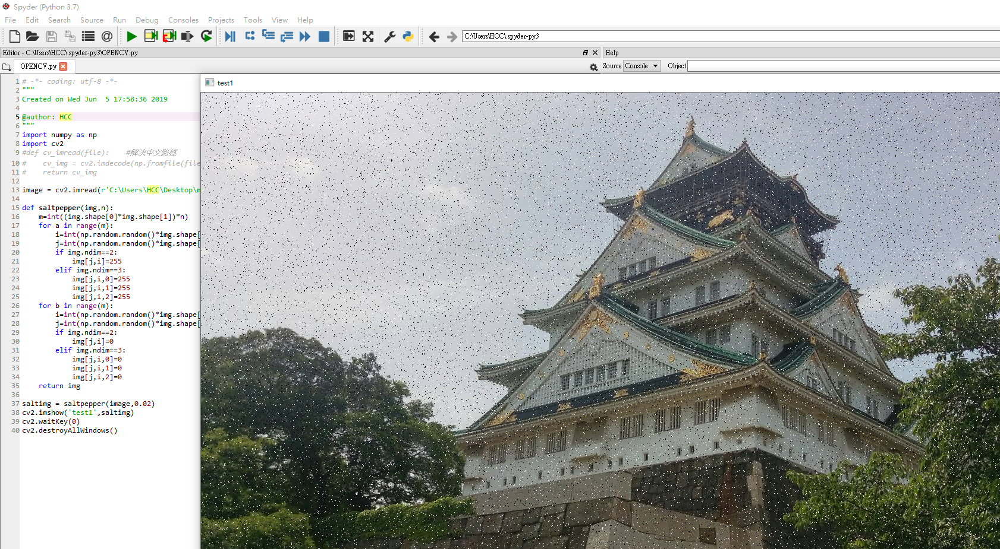 Spyder (Python 3.7)
File Edit Search Source Run Debug Consoles Projects Tools View Help
C:\Users\HCC\.spyder-py3
Editor - C:\Users\HCC\.spyder-py3\OPENCV.py
Help
OPENCV.py
Source Console Object
test1
1 # -*- coding: utf-8 -*-
2 """
3 Created on Wed Jun  5 17:58:36 2019
4
5 @author: HCC
6 """
7 import numpy as np
8 import cv2
9 #def cv_imread(file):    #解決中文路徑
10 #    cv_img = cv2.imdecode(np.fromfile(file
11 #    return cv_img
12
13 image = cv2.imread(r'C:\Users\HCC\Desktop\m
14
15 def saltpepper(img,n):
16     m=int((img.shape[0]*img.shape[1])*n)
17     for a in range(m):
18         i=int(np.random.random()*img.shape[
19         j=int(np.random.random()*img.shape[
20         if img.ndim==2:
21             img[j,i]=255
22         elif img.ndim==3:
23             img[j,i,0]=255
24             img[j,i,1]=255
25             img[j,i,2]=255
26     for b in range(m):
27         i=int(np.random.random()*img.shape[
28         j=int(np.random.random()*img.shape[
29         if img.ndim==2:
30             img[j,i]=0
31         elif img.ndim==3:
32             img[j,i,0]=0
33             img[j,i,1]=0
34             img[j,i,2]=0
35     return img
36
37 saltimg = saltpepper(image,0.02)
38 cv2.imshow('test1',saltimg)
39 cv2.waitKey(0)
40 cv2.destroyAllWindows()